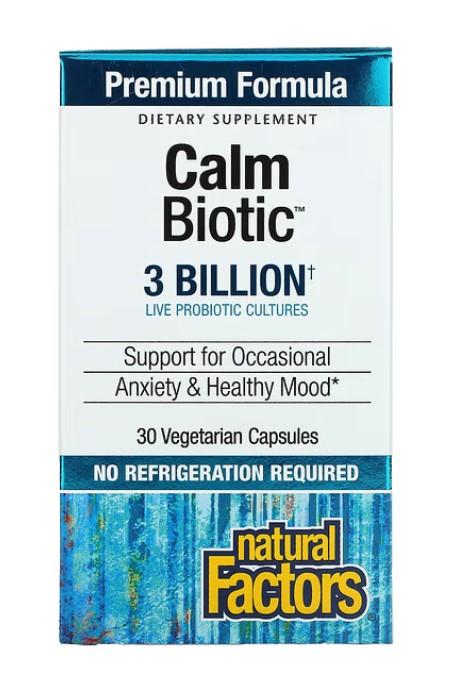 Premium Formula
DIETARY SUPPLEMENT
Calm
Biotic™
3 BILLION†
LIVE PROBIOTIC CULTURES
Support for Occasional
Anxiety & Healthy Mood*
30 Vegetarian Capsules
NO REFRIGERATION REQUIRED
natural
Factors®